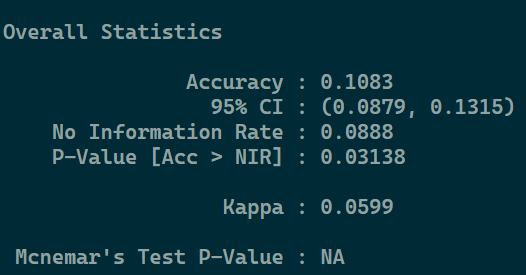 Overall Statistics
Accuracy : 0.1083
95% CI : (0.0879, 0.1315)
No Information Rate : 0.0888
P-Value [Acc > NIR] : 0.03138
Kappa : 0.0599
Mcnemar's Test P-Value : NA